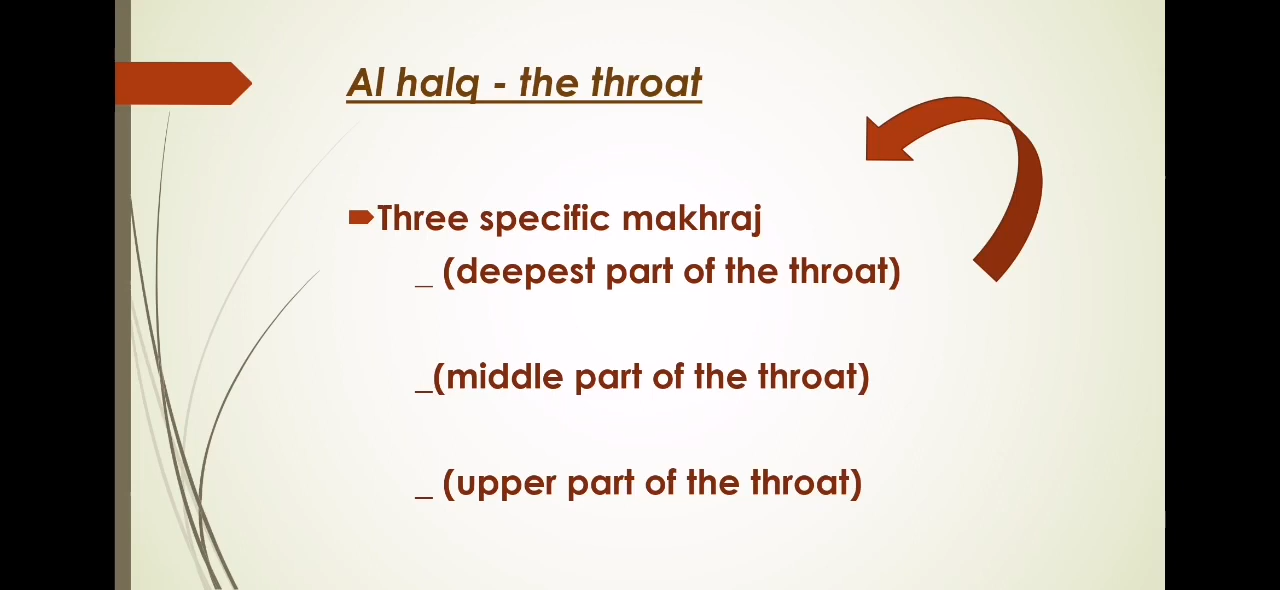 Al halq - the throat
Three specific makhraj
_ (deepest part of the throat)
_(middle part of the throat)
_ (upper part of the throat)